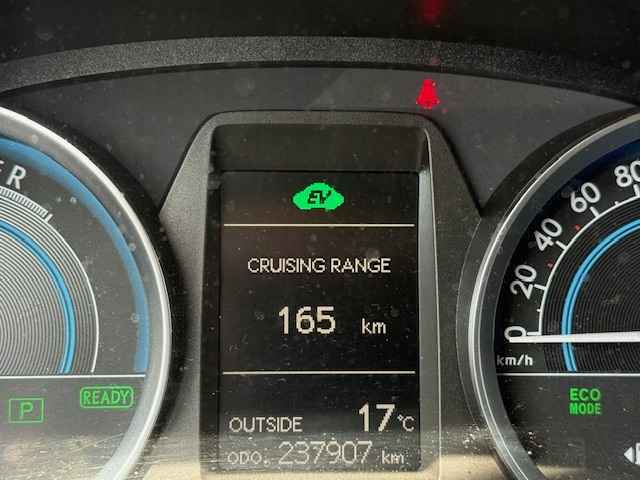 EV
CRUISING RANGE
165 km
OUTSIDE 17°C
ODO. 237907 km
ER
P
READY
0
20
40
60
80
km/h
ECO
MODE